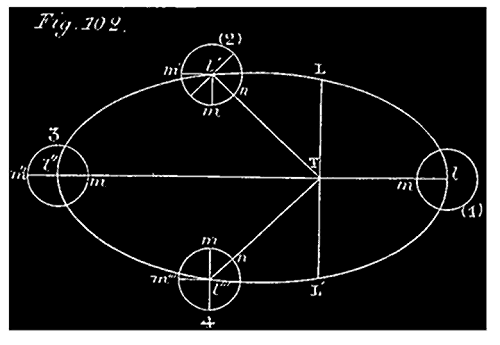 Fig. 102.
(2)
m' l'
n
m
L
3
m" l" m
T
m l
(1)
m n
m''' l'''
L'
4